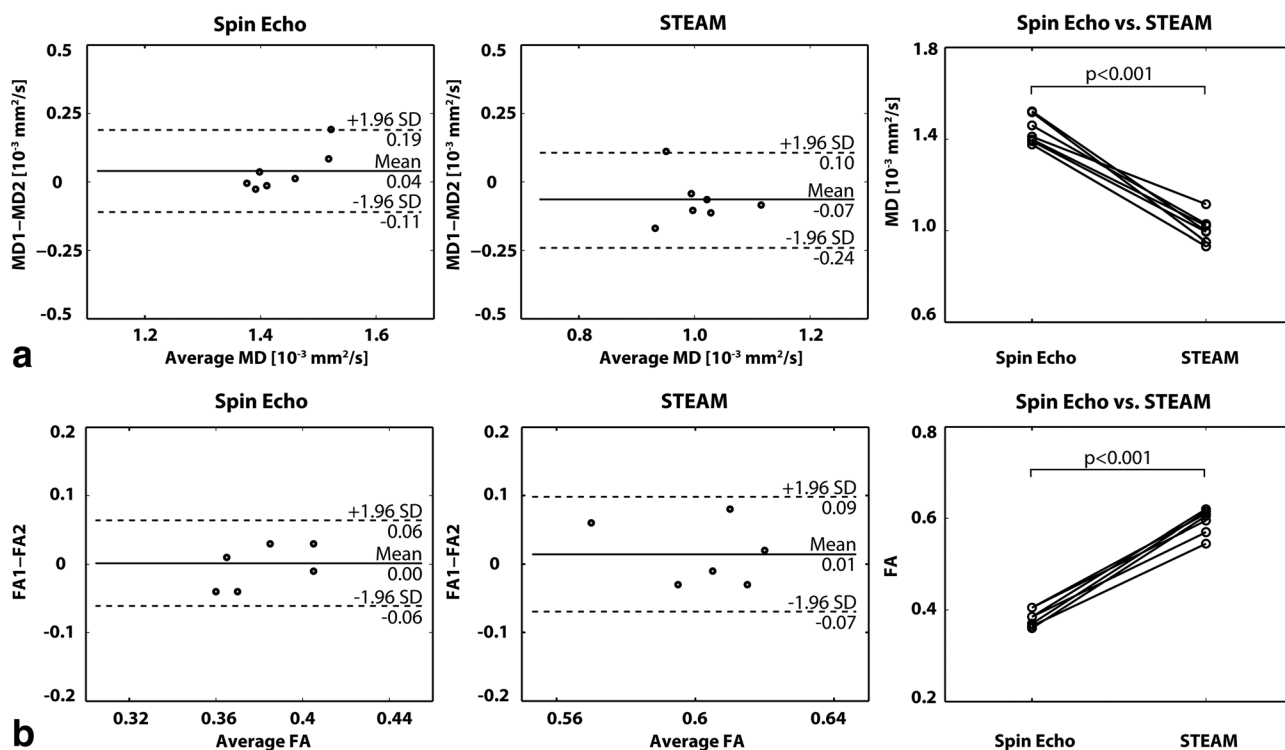 Spin Echo
STEAM
Spin Echo vs. STEAM
MD1–MD2 [10⁻³ mm²/s]
0.5
0.25
0
−0.25
-0.5
+1.96 SD
0.19
Mean
0.04
-1.96 SD
-0.11
1.2
1.4
1.6
Average MD [10⁻³ mm²/s]
MD1–MD2 [10⁻³ mm²/s]
0.5
0.25
0
-0.25
-0.5
+1.96 SD
0.10
Mean
-0.07
-1.96 SD
-0.24
0.8
1.0
1.2
Average MD [10⁻³ mm²/s]
MD [10⁻³ mm²/s]
1.8
1.4
1.0
0.6
p<0.001
Spin Echo
STEAM
a
Spin Echo
STEAM
Spin Echo vs. STEAM
FA1–FA2
0.2
0.1
0
-0.1
-0.2
+1.96 SD
0.06
Mean
0.00
-1.96 SD
-0.06
0.32
0.36
0.4
0.44
Average FA
FA1–FA2
0.2
0.1
0
-0.1
-0.2
+1.96 SD
0.09
Mean
0.01
-1.96 SD
-0.07
0.56
0.6
0.64
Average FA
FA
0.8
0.6
0.4
0.2
p<0.001
Spin Echo
STEAM
b